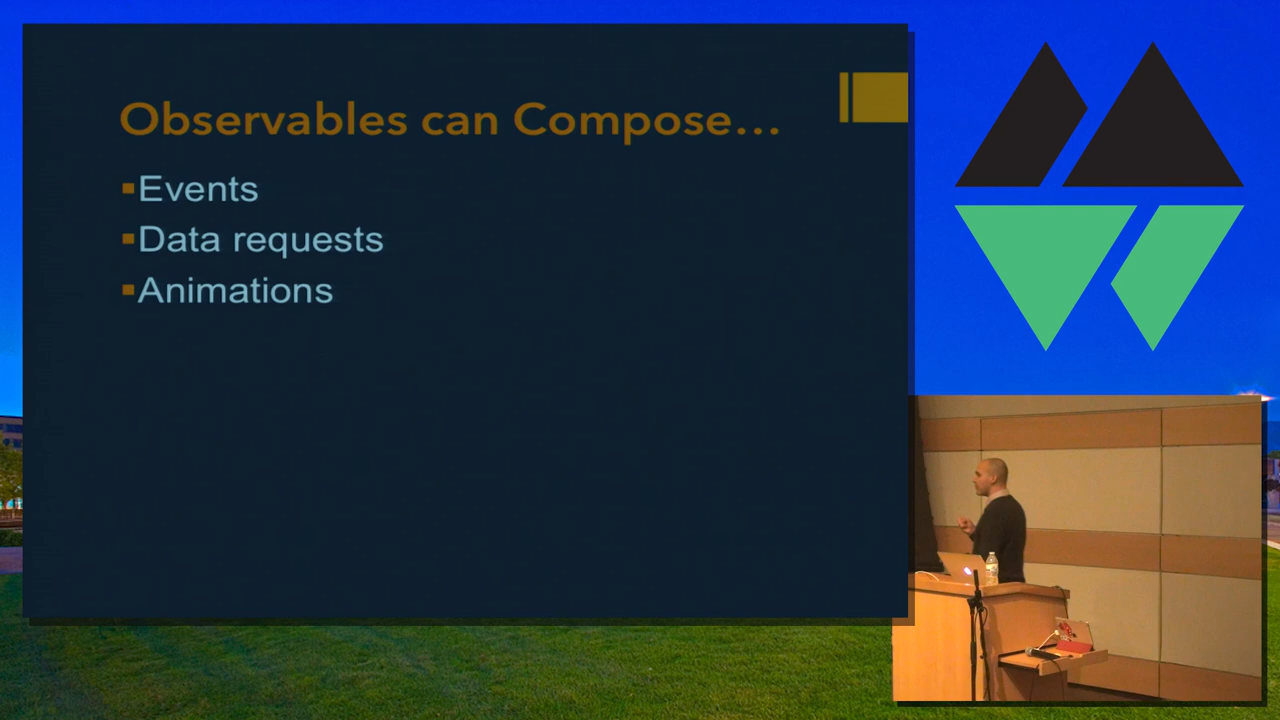 Observables can Compose...
▪Events
▪Data requests
▪Animations